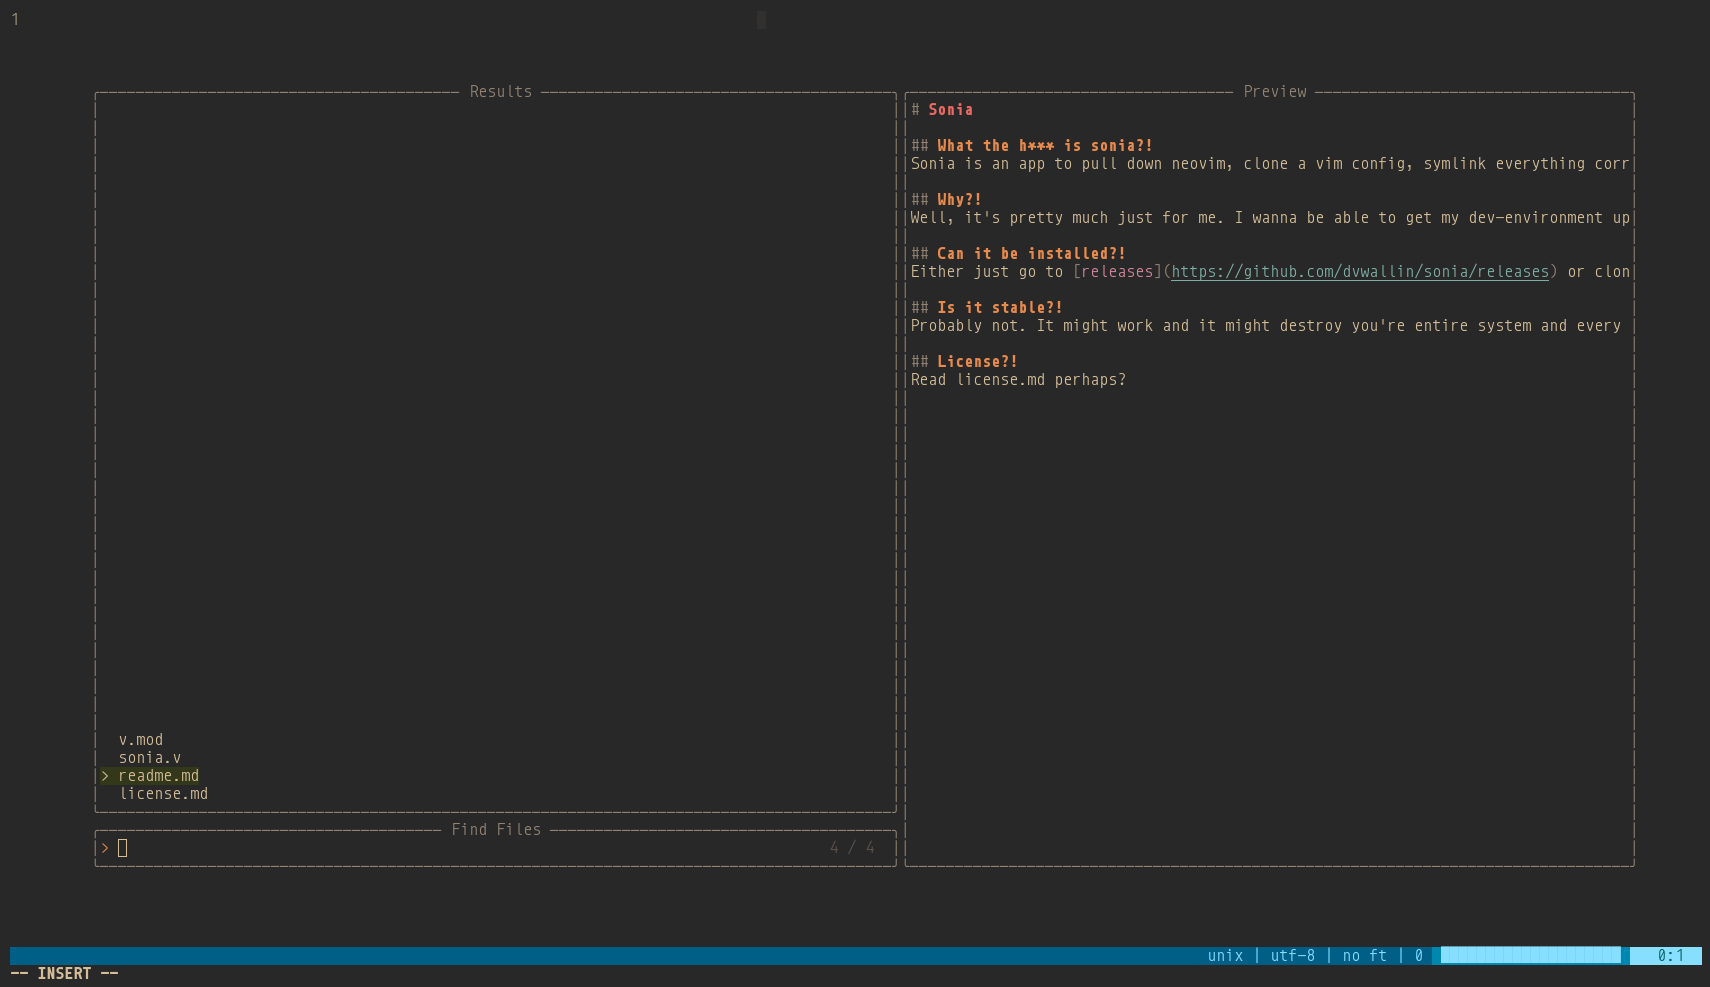 1
Results
v.mod
sonia.v
> readme.md
license.md
Find Files
>
4 / 4
Preview
# Sonia
## What the h*** is sonia?!
Sonia is an app to pull down neovim, clone a vim config, symlink everything corr
## Why?!
Well, it's pretty much just for me. I wanna be able to get my dev-environment up
## Can it be installed?!
Either just go to [releases](https://github.com/dvwallin/sonia/releases) or clon
## Is it stable?!
Probably not. It might work and it might destroy you're entire system and every
## License?!
Read license.md perhaps?
unix | utf-8 | no ft | 0 0:1
-- INSERT --